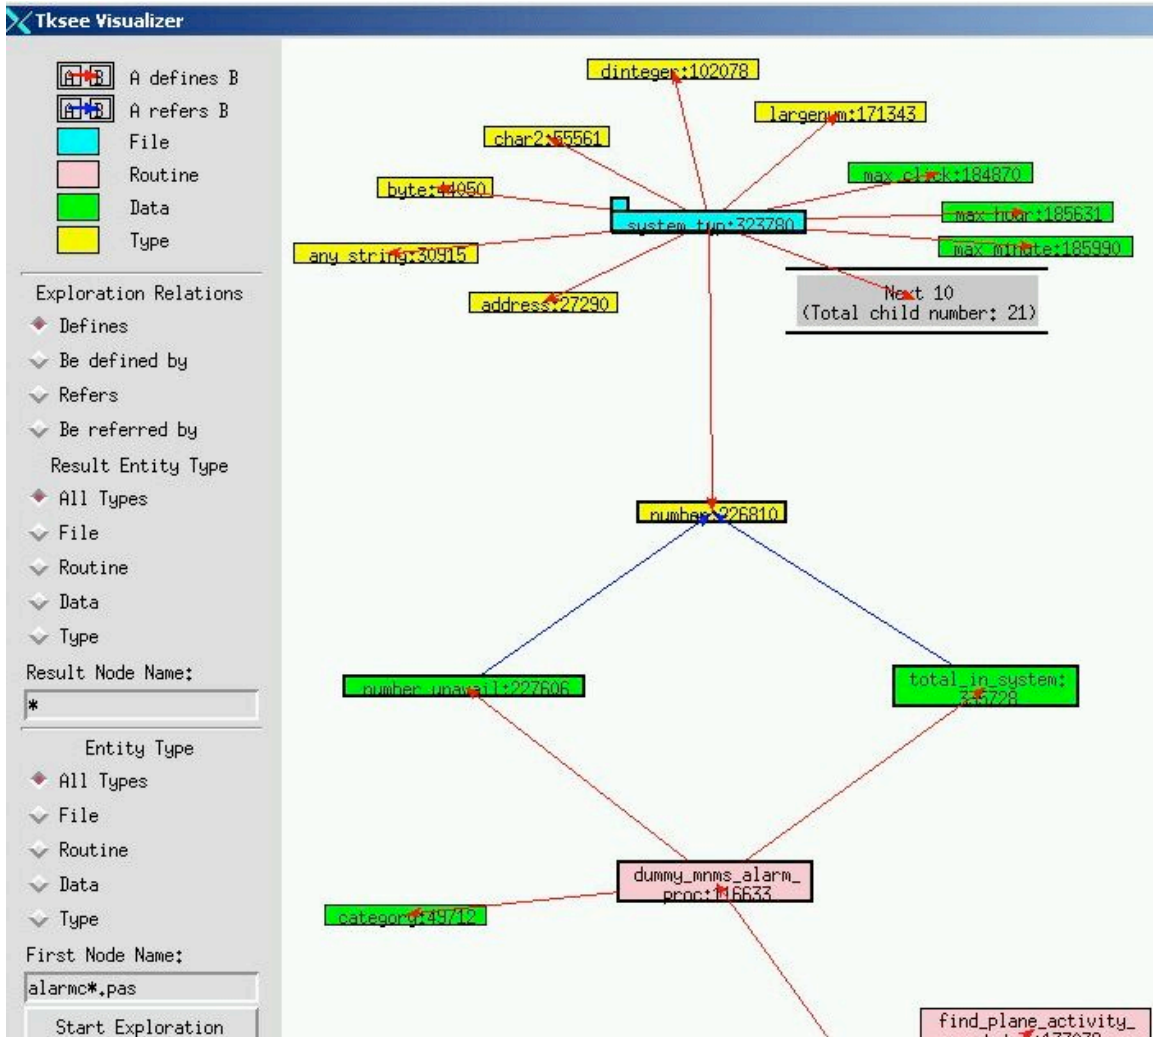 Tksee Visualizer
A B A defines B
A B A refers B
File
Routine
Data
Type
Exploration Relations
Defines
Be defined by
Refers
Be referred by
Result Entity Type
All Types
File
Routine
Data
Type
Result Node Name:
*
Entity Type
All Types
File
Routine
Data
Type
First Node Name:
alarmc*.pas
Start Exploration
dinteger:102078
largenum:171343
char2:55561
max_click:184870
byte:44050
max_hour:185631
system_typ:323780
max_minute:185990
any_string:30915
address:27290
Next 10
(Total child number: 21)
number:226810
number_unavail:227606
total_in_system:
335728
dummy_mnms_alarm_
proc:116633
category:49712
find_plane_activity_